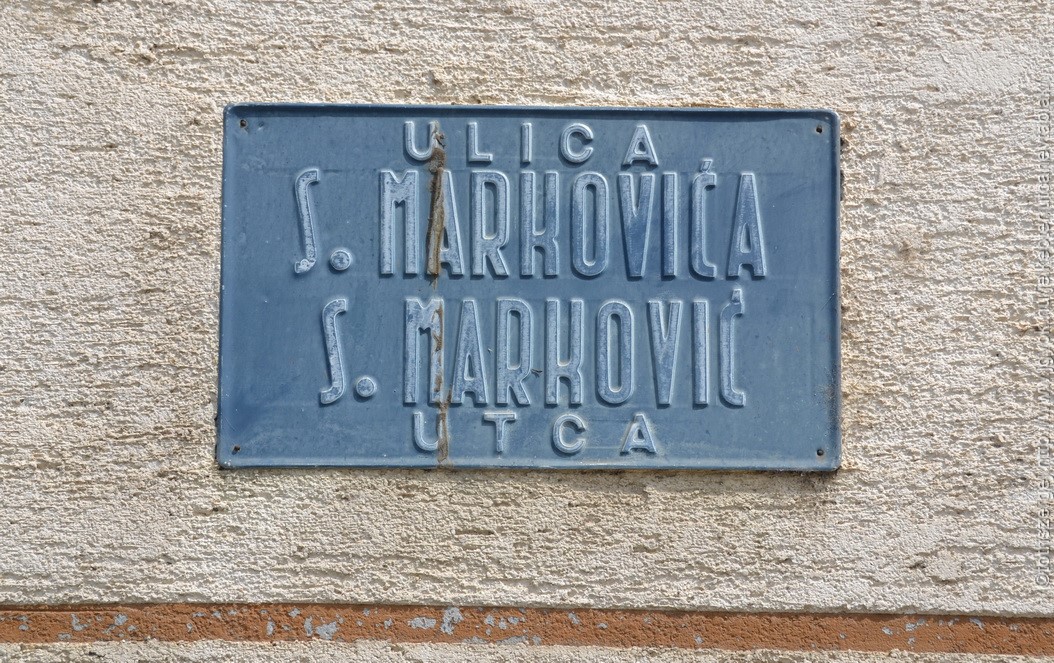 ULICA
S. MARKOVIĆA
S. MARKOVIĆ
UTCA